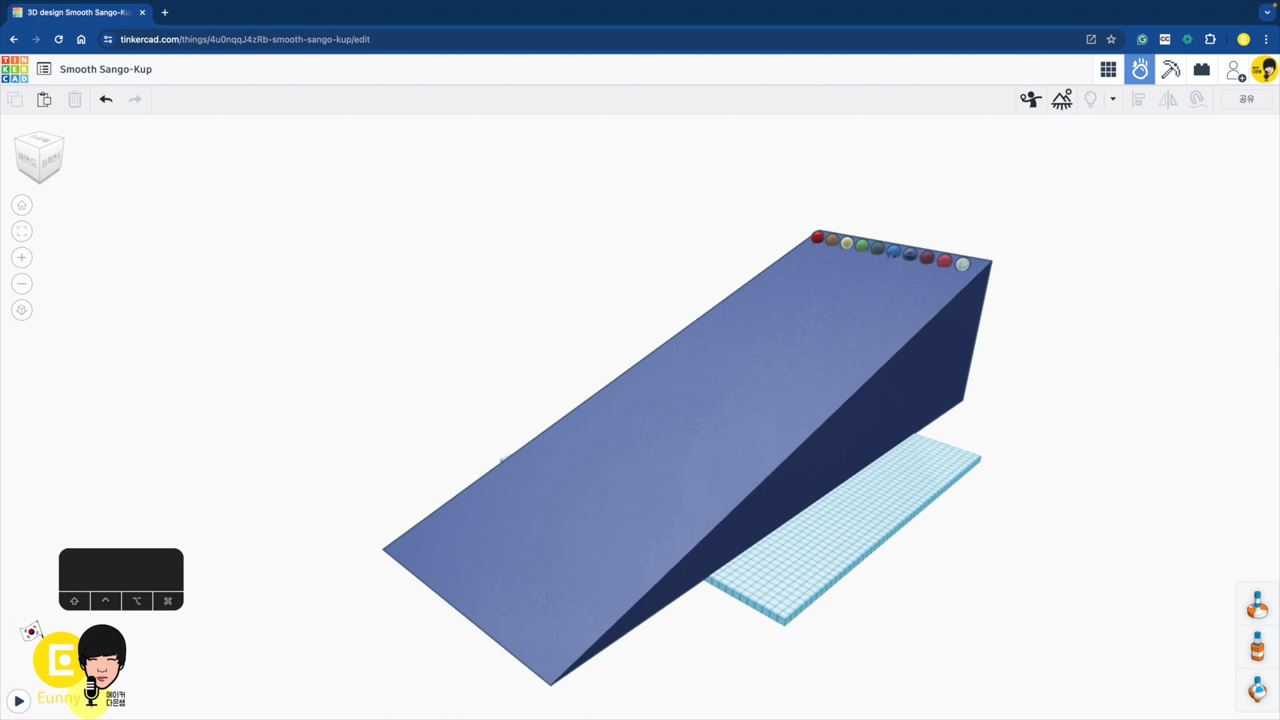 3D design Smooth Sango-Ku
tinkercad.com/things/4u0nqqJ4zRb-smooth-sango-kup/edit
TIN
KER
CAD
Smooth Sango-Kup
공유
Eunny
메이커
다은쌤